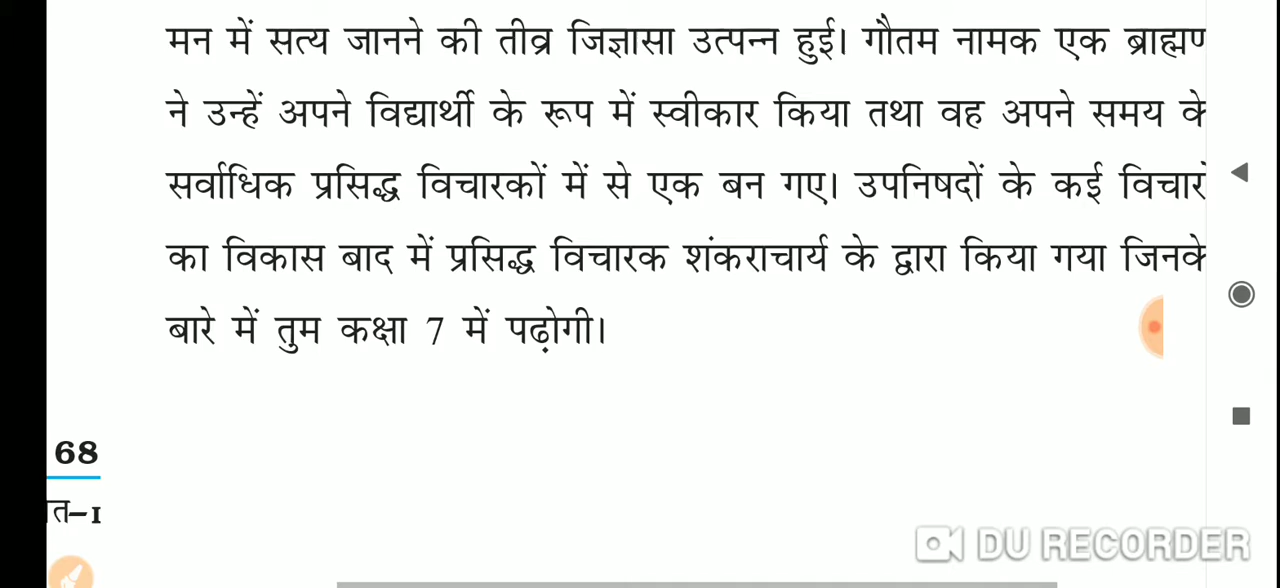 मन में सत्य जानने की तीव्र जिज्ञासा उत्पन्न हुई। गौतम नामक एक ब्राह्मण
ने उन्हें अपने विद्यार्थी के रूप में स्वीकार किया तथा वह अपने समय के
सर्वाधिक प्रसिद्ध विचारकों में से एक बन गए। उपनिषदों के कई विचारों
का विकास बाद में प्रसिद्ध विचारक शंकराचार्य के द्वारा किया गया जिनके
बारे में तुम कक्षा 7 में पढ़ोगी।
68
त-I
DU RECORDER